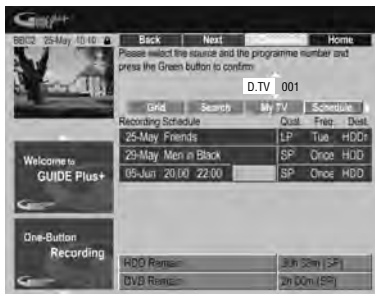 BBC2 25-May 10:40
Back Next Home
Please select the source and the programme number and
press the Green button to confirm
D.TV 001
Grid Search My TV Schedule
Recording Schedule Qual. Freq. Dest.
25-May Friends LP Tue HDD
29-May Men in Black SP Once HDD
05-Jun 20:00 22:00 SP Once HDD
Welcome to
GUIDE Plus+
One-Button
Recording
HDD Remain
DVD Remain 2h 00m (SP)